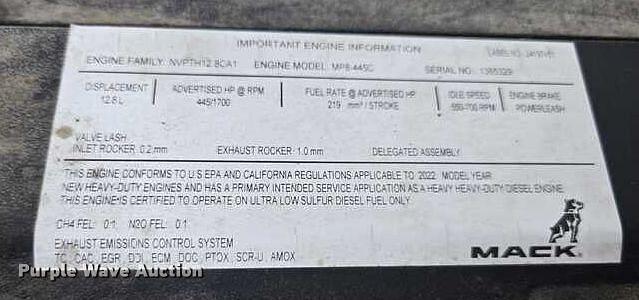 IMPORTANT ENGINE INFORMATION
ENGINE FAMILY: NVPTH12.8CA1 ENGINE MODEL: MP8-445C SERIAL NO: 1385329
DISPLACEMENT ADVERTISED HP @ RPM FUEL RATE @ ADVERTISED HP IDLE SPEED ENGINE BRAKE
12.8 L 445/1700 219 mm³ / STROKE 550-700 RPM POWERLEASH
VALVE LASH
INLET ROCKER: 0.2 mm EXHAUST ROCKER: 1.0 mm DELEGATED ASSEMBLY
THIS ENGINE CONFORMS TO U.S EPA AND CALIFORNIA REGULATIONS APPLICABLE TO 2022 MODEL YEAR
NEW HEAVY-DUTY ENGINES AND HAS A PRIMARY INTENDED SERVICE APPLICATION AS A HEAVY HEAVY-DUTY DIESEL ENGINE.
THIS ENGINE IS CERTIFIED TO OPERATE ON ULTRA LOW SULFUR DIESEL FUEL ONLY.
CH4 FEL: 0.1 N2O FEL: 0.1
EXHAUST EMISSIONS CONTROL SYSTEM
TC, CAC, EGR, DDI, ECM, DOC, PTOX, SCR-U, AMOX
MACK
Purple Wave Auction